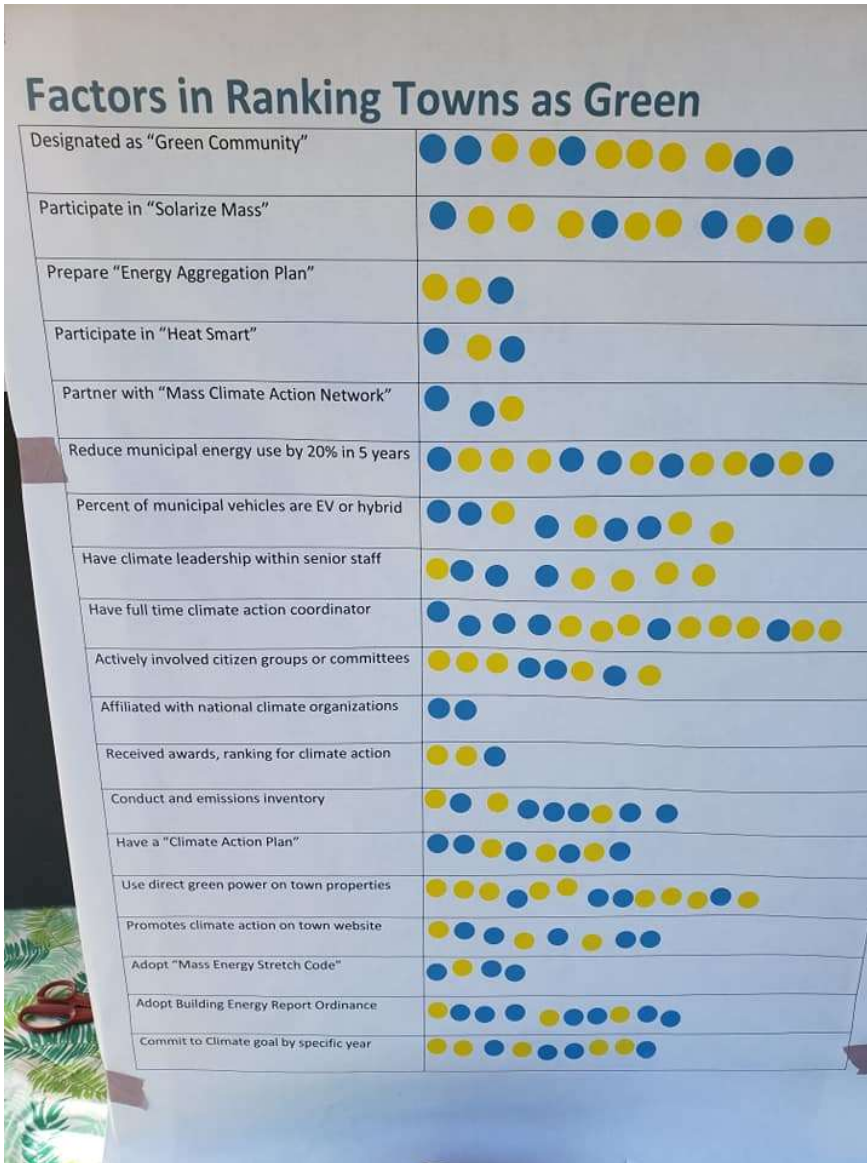 Factors in Ranking Towns as Green
Designated as “Green Community”
Participate in “Solarize Mass”
Prepare “Energy Aggregation Plan”
Participate in “Heat Smart”
Partner with “Mass Climate Action Network”
Reduce municipal energy use by 20% in 5 years
Percent of municipal vehicles are EV or hybrid
Have climate leadership within senior staff
Have full time climate action coordinator
Actively involved citizen groups or committees
Affiliated with national climate organizations
Received awards, ranking for climate action
Conduct and emissions inventory
Have a “Climate Action Plan”
Use direct green power on town properties
Promotes climate action on town website
Adopt “Mass Energy Stretch Code”
Adopt Building Energy Report Ordinance
Commit to Climate goal by specific year